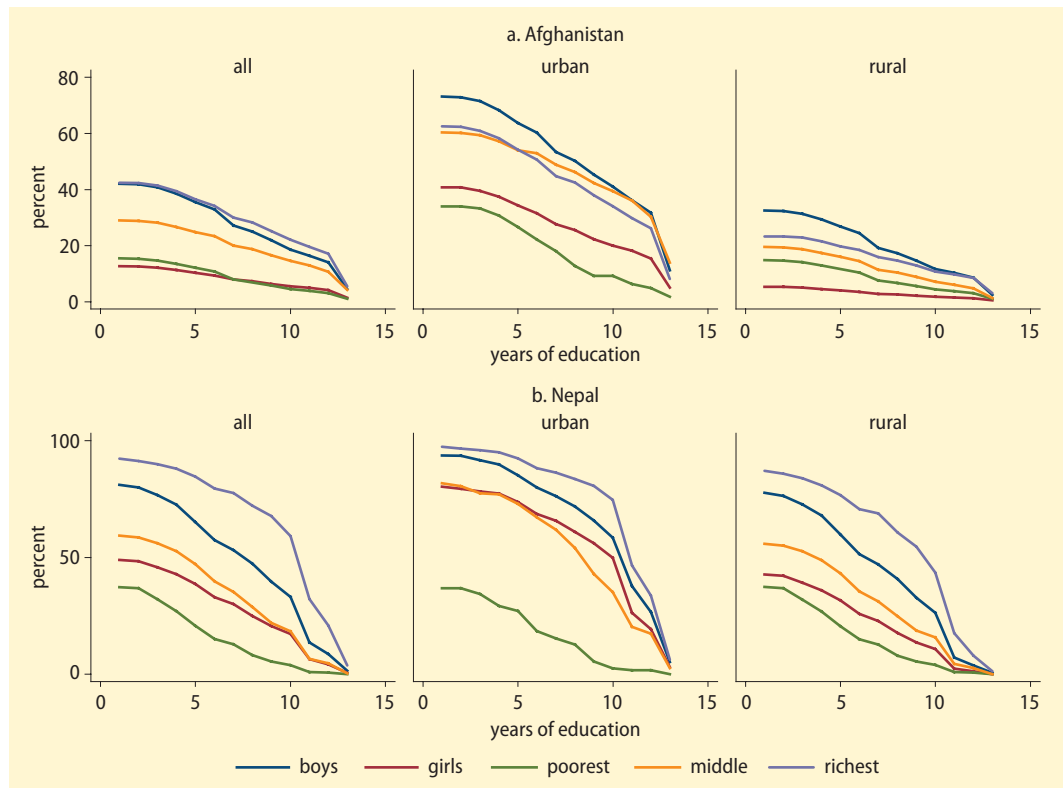 a. Afghanistan
all urban rural
percent
80
60
40
20
0
0 5 10 15 0 5 10 15 0 5 10 15
years of education
b. Nepal
all urban rural
percent
100
50
0
0 5 10 15 0 5 10 15 0 5 10 15
years of education
boys girls poorest middle richest